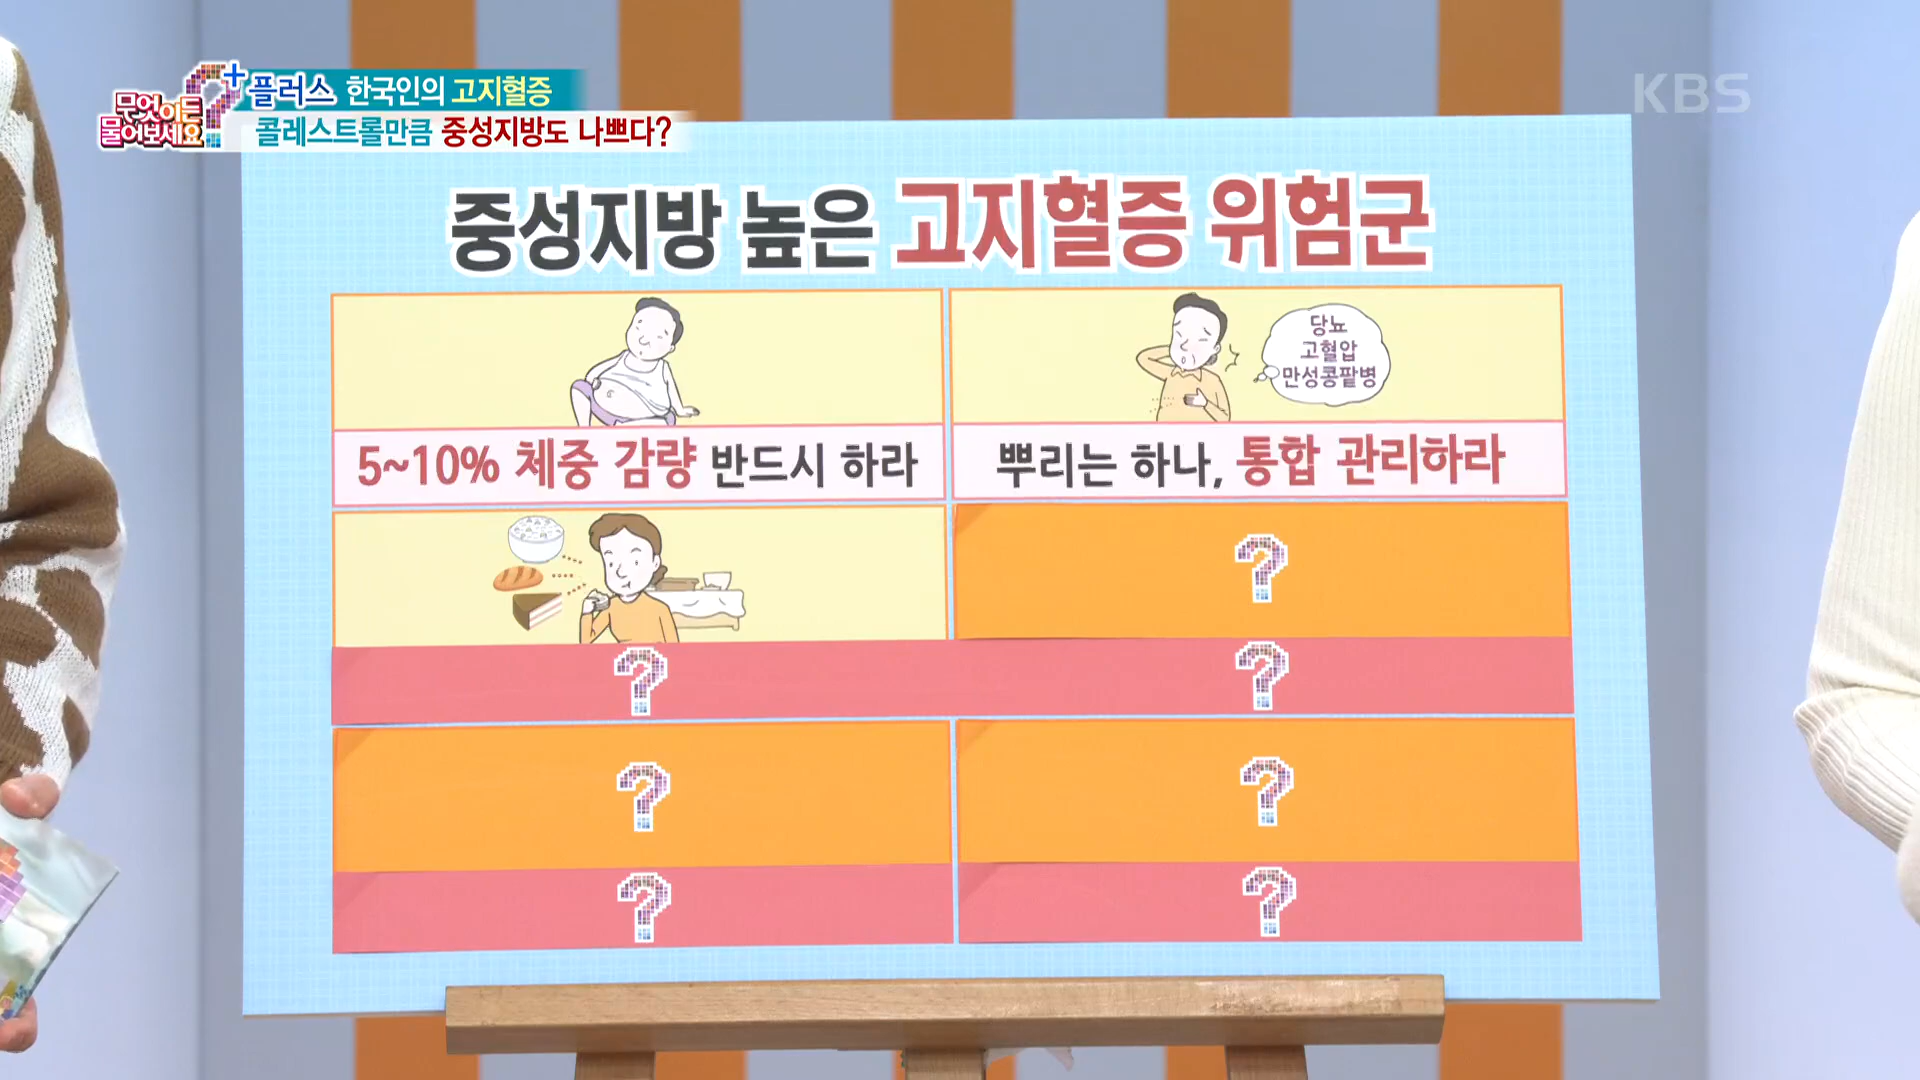 무엇이든
물어보세요
플러스 한국인의 고지혈증
콜레스트롤만큼 중성지방도 나쁘다?
KBS
중성지방 높은 고지혈증 위험군
당뇨
고혈압
만성콩팥병
5~10% 체중 감량 반드시 하라
뿌리는 하나, 통합 관리하라
?
?
?
?
?
?
?